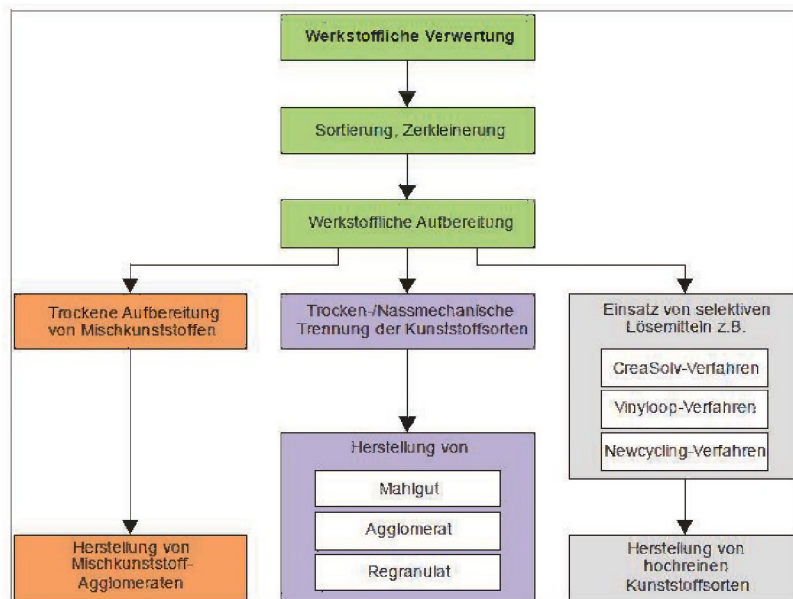 Werkstoffliche Verwertung
Sortierung, Zerkleinerung
Werkstoffliche Aufbereitung
Trockene Aufbereitung
von Mischkunststoffen
Trocken-/Nassmechanische
Trennung der Kunststoffsorten
Einsatz von selektiven
Lösemitteln z.B.
CreaSolv-Verfahren
Vinyloop-Verfahren
Newcycling-Verfahren
Herstellung von
Mahlgut
Agglomerat
Regranulat
Herstellung von
Mischkunststoff-
Agglomeraten
Herstellung von
hochreinen
Kunststoffsorten